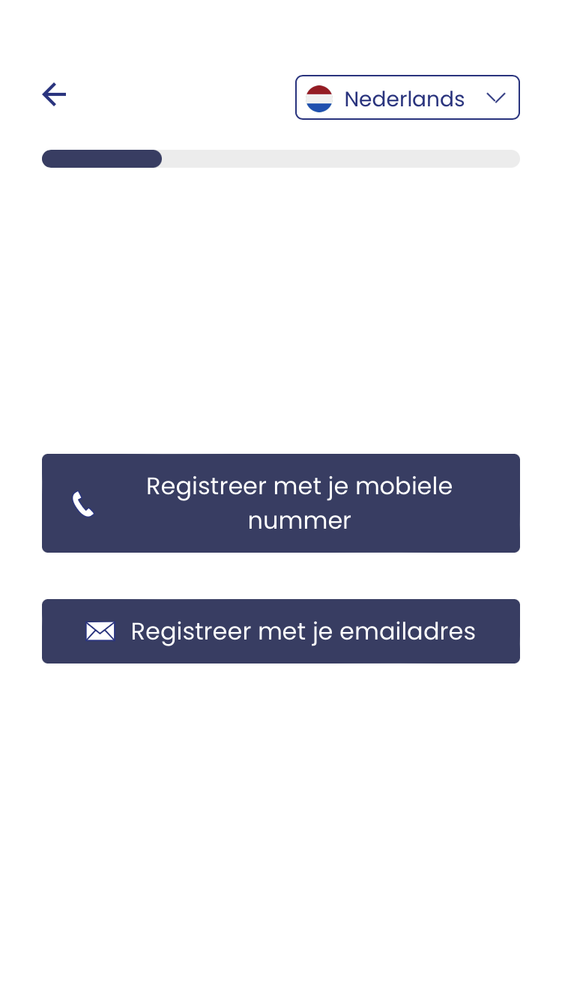 Nederlands
Registreer met je mobiele
nummer
Registreer met je emailadres